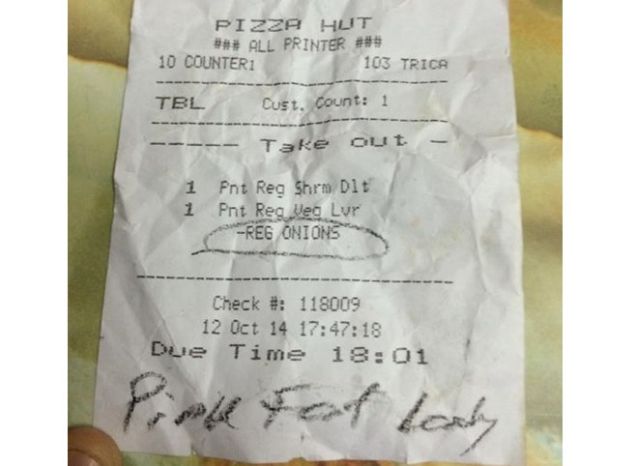 PIZZA HUT
### ALL PRINTER ###
10 COUNTER1 103 TRICA
TBL Cust. Count: 1
----- Take out -
1 Pnt Reg Shrm Dlt
1 Pnt Reg Veg Lvr
-REG ONIONS
Check #: 118009
12 Oct 14 17:47:18
Due Time 18:01
Pink Fat Lady